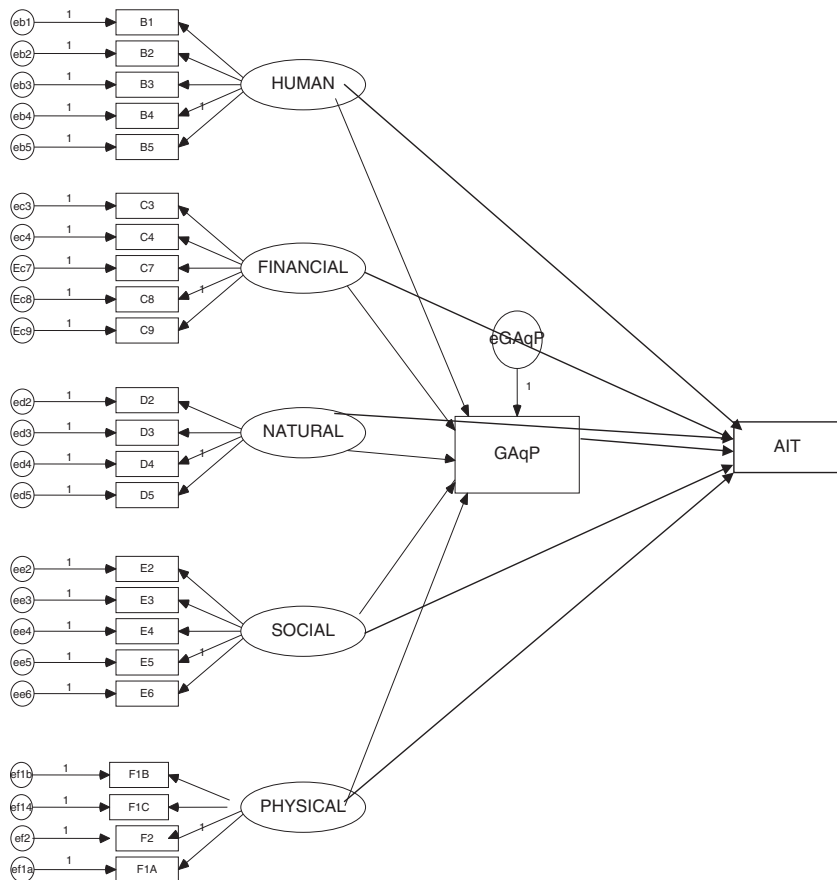 eb1 1 B1
eb2 1 B2
eb3 1 B3
eb4 1 B4
eb5 1 B5
1
HUMAN
ec3 1 C3
ec4 1 C4
Ec7 1 C7
Ec8 1 C8
Ec9 1 C9
1
FINANCIAL
eGAqP
1
ed2 1 D2
ed3 1 D3
ed4 1 D4
ed5 1 D5
1
NATURAL
GAqP
AIT
ee2 1 E2
ee3 1 E3
ee4 1 E4
ee5 1 E5
ee6 1 E6
1
SOCIAL
ef1b 1 F1B
ef14 1 F1C
ef2 1 F2
ef1a 1 F1A
1
PHYSICAL